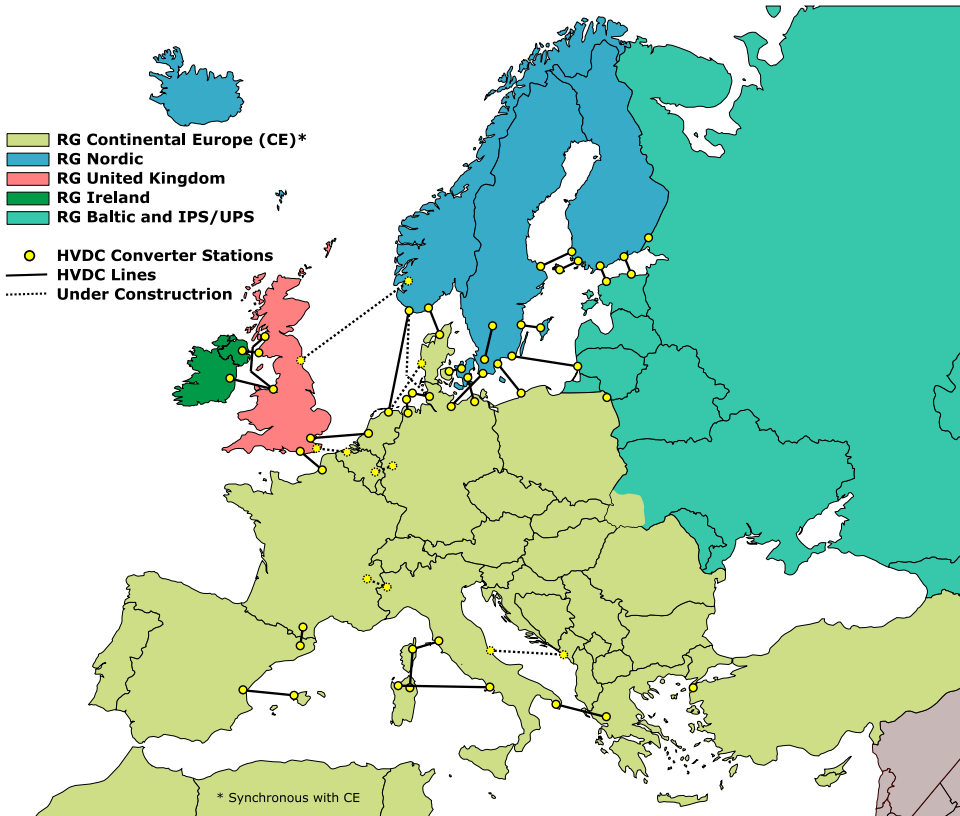 RG Continental Europe (CE)*
RG Nordic
RG United Kingdom
RG Ireland
RG Baltic and IPS/UPS
HVDC Converter Stations
HVDC Lines
Under Constructrion
* Synchronous with CE